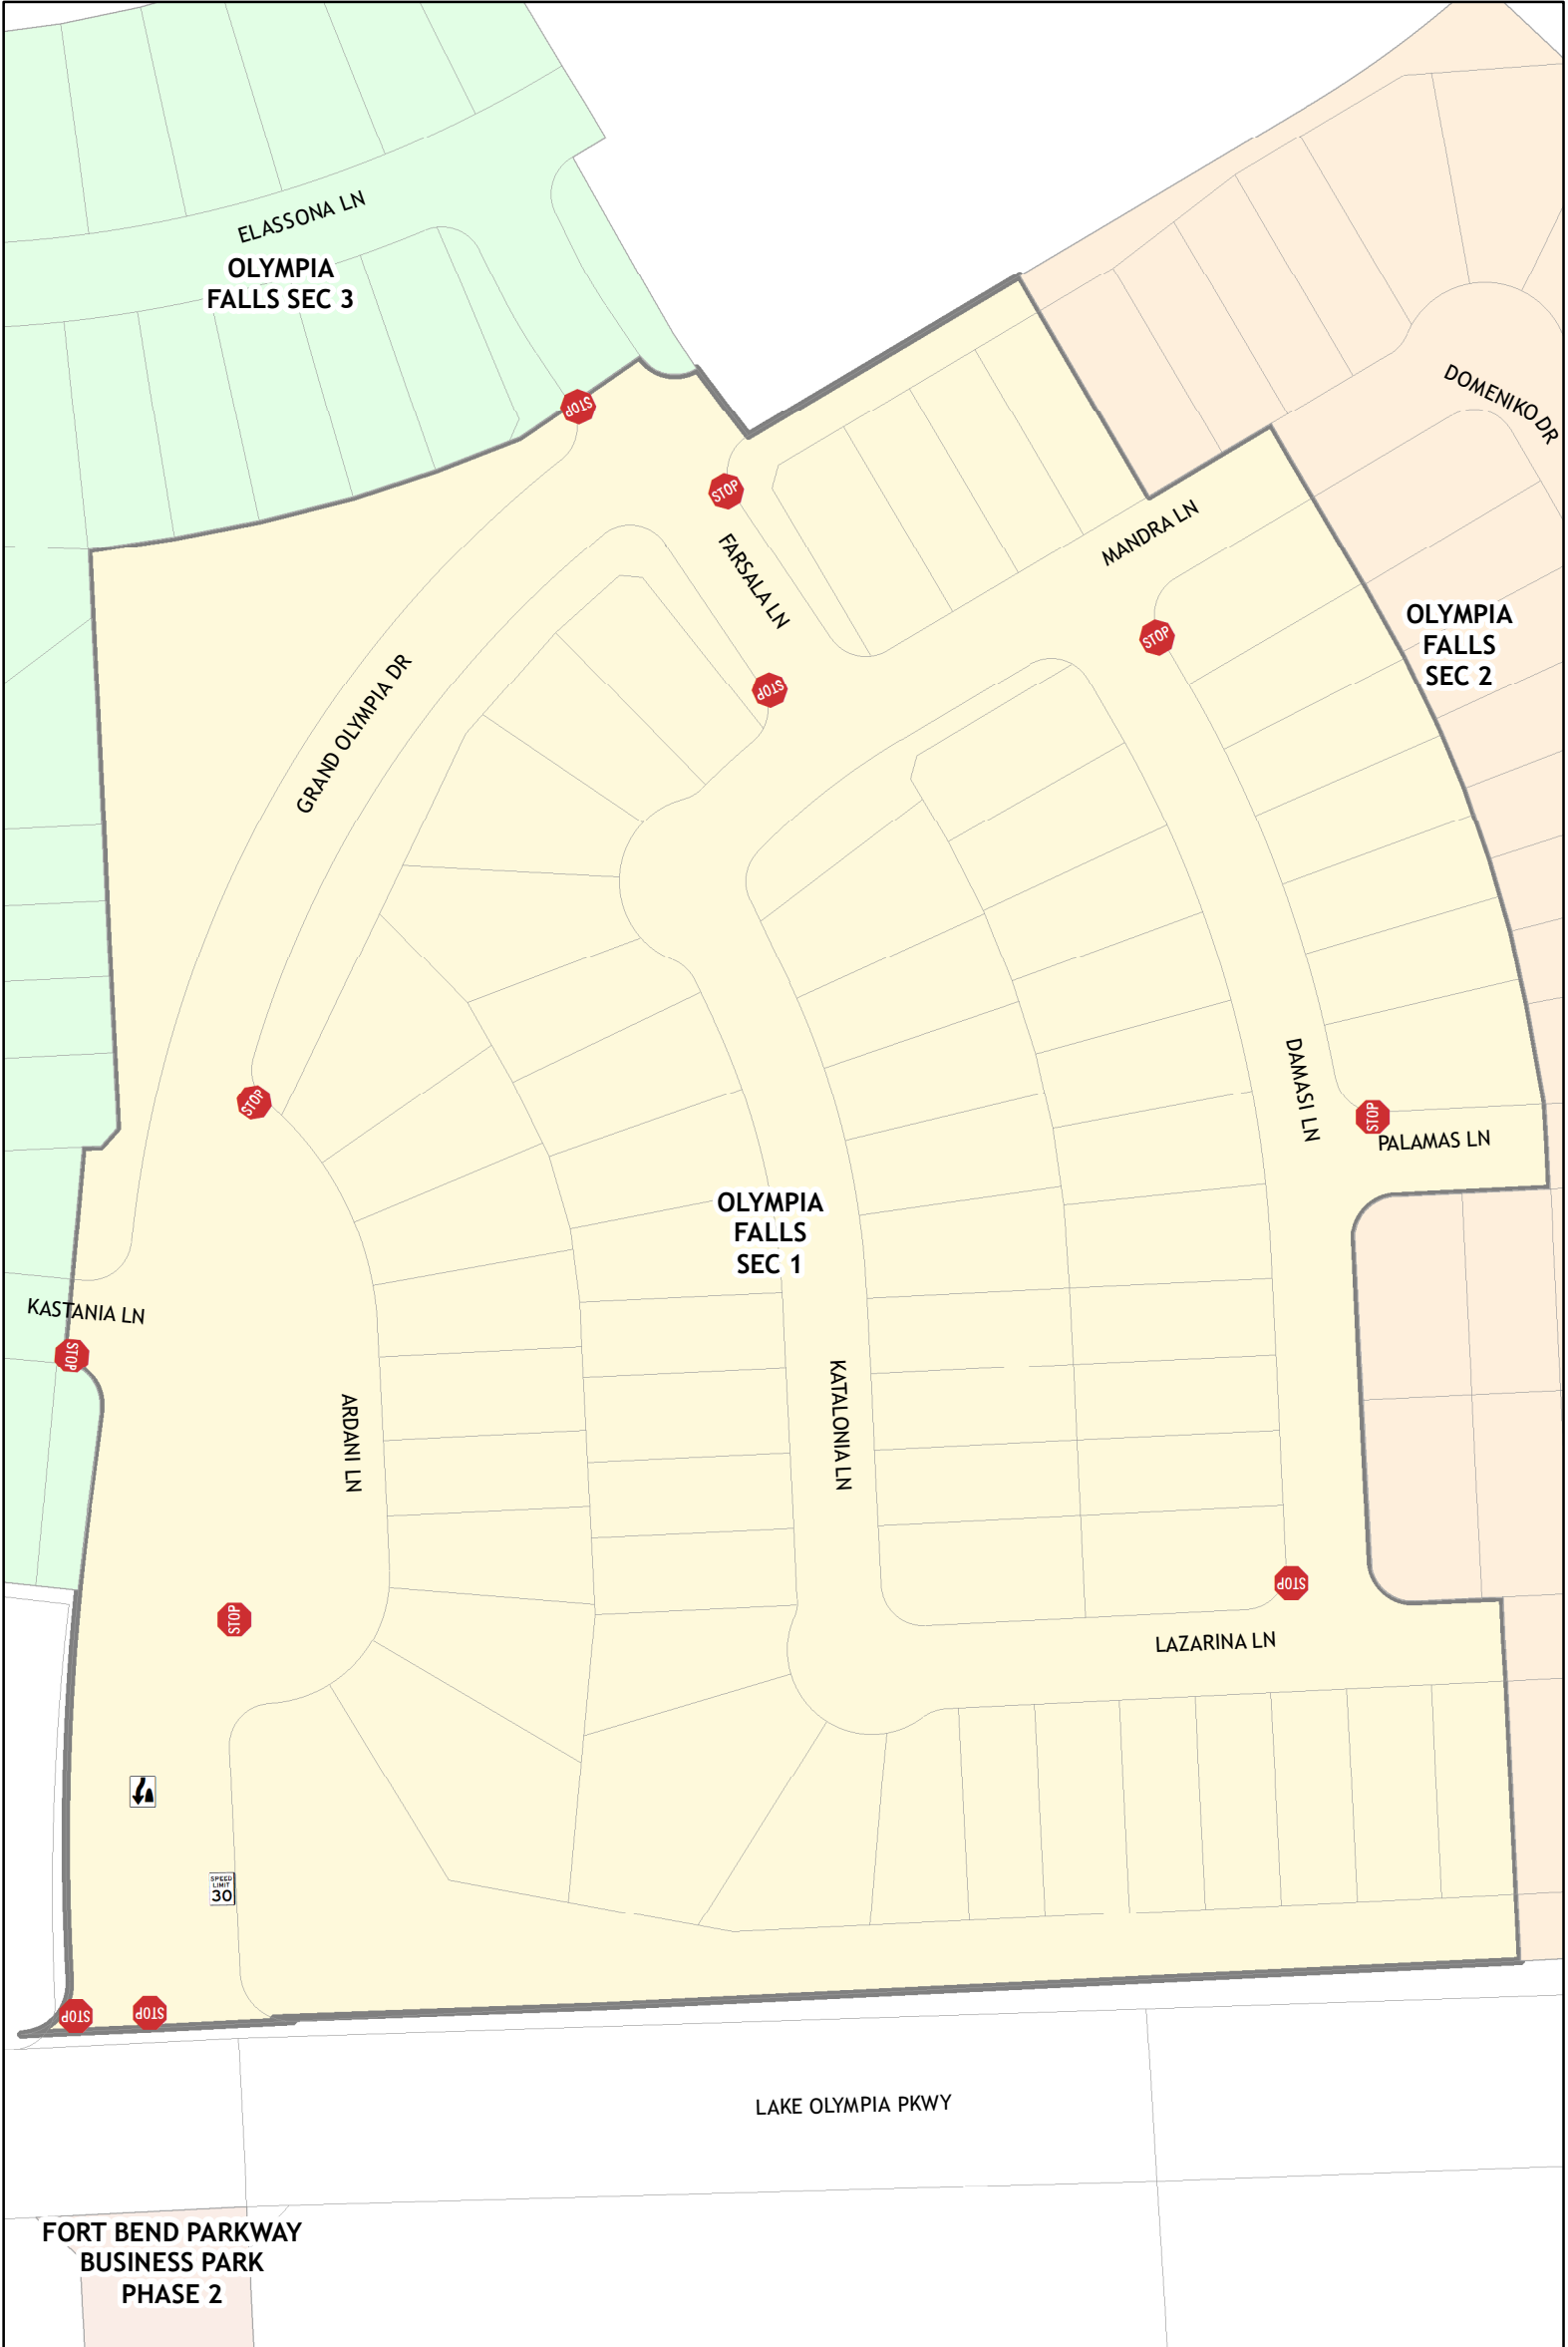 ELASSONA LN
OLYMPIA
FALLS SEC 3
DOMENIKO DR
STOP
STOP
MANDRA LN
FARSALA LN
OLYMPIA
FALLS
SEC 2
STOP
STOP
GRAND OLYMPIA DR
DAMASI LN
STOP
STOP
PALAMAS LN
OLYMPIA
FALLS
SEC 1
KASTANIA LN
STOP
ARDANI LN
KATALONIA LN
STOP
STOP
LAZARINA LN
SPEED
LIMIT
30
STOP
STOP
LAKE OLYMPIA PKWY
FORT BEND PARKWAY
BUSINESS PARK
PHASE 2